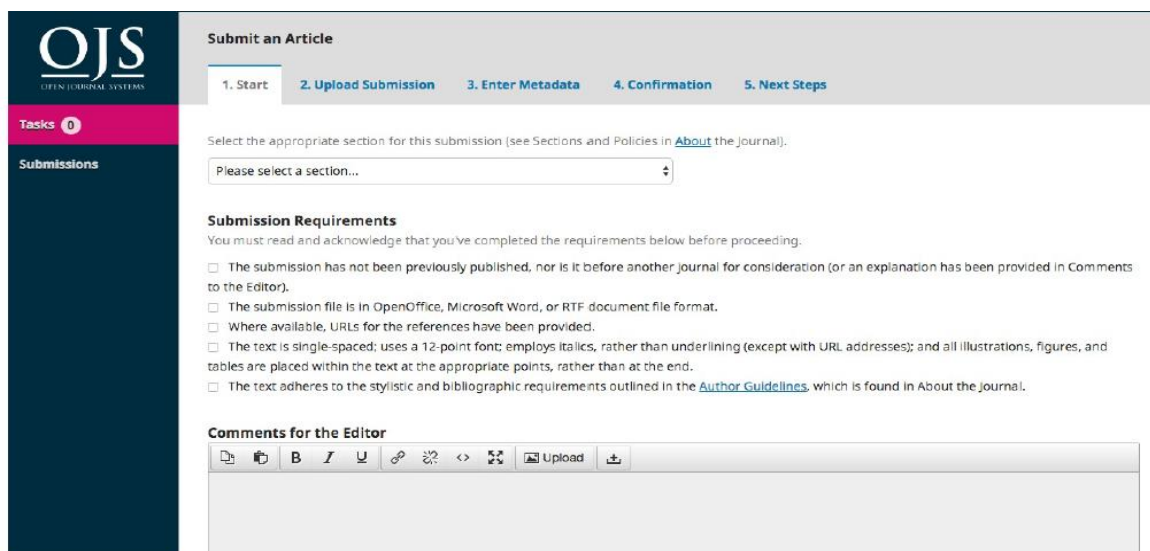 OJS
OPEN JOURNAL SYSTEMS
Submit an Article
1. Start 2. Upload Submission 3. Enter Metadata 4. Confirmation 5. Next Steps
Tasks 0
Submissions
Select the appropriate section for this submission (see Sections and Policies in About the Journal).
Please select a section...
Submission Requirements
You must read and acknowledge that you've completed the requirements below before proceeding.
The submission has not been previously published, nor is it before another journal for consideration (or an explanation has been provided in Comments
to the Editor).
The submission file is in OpenOffice, Microsoft Word, or RTF document file format.
Where available, URLs for the references have been provided.
The text is single-spaced; uses a 12-point font; employs italics, rather than underlining (except with URL addresses); and all illustrations, figures, and
tables are placed within the text at the appropriate points, rather than at the end.
The text adheres to the stylistic and bibliographic requirements outlined in the Author Guidelines, which is found in About the Journal.
Comments for the Editor
B I U Upload